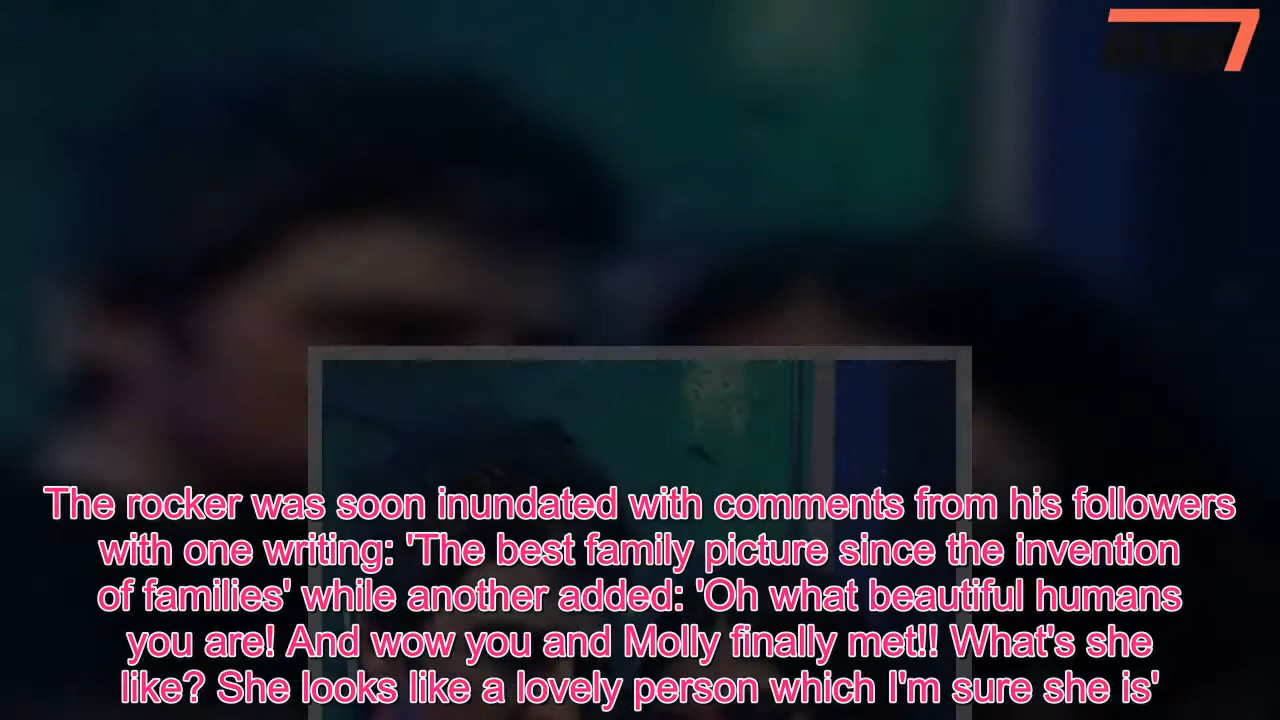 The rocker was soon inundated with comments from his followers
with one writing: 'The best family picture since the invention
of families' while another added: 'Oh what beautiful humans
you are! And wow you and Molly finally met!! What's she
like? She looks like a lovely person which I'm sure she is'